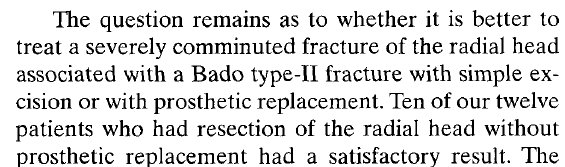 The question remains as to whether it is better to
treat a severely comminuted fracture of the radial head
associated with a Bado type-II fracture with simple ex-
cision or with prosthetic replacement. Ten of our twelve
patients who had resection of the radial head without
prosthetic replacement had a satisfactory result. The